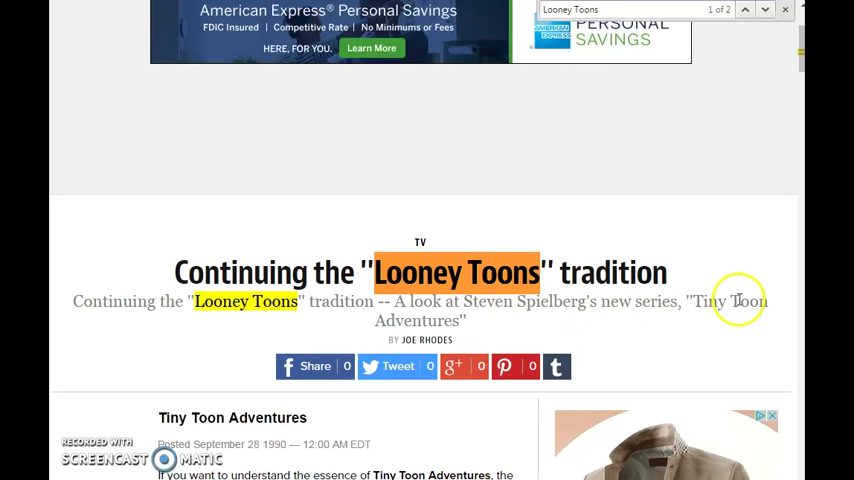 American Express® Personal Savings
FDIC Insured | Competitive Rate | No Minimums or Fees
HERE, FOR YOU. Learn More
PERSONAL
SAVINGS
Looney Toons 1 of 2
TV
Continuing the "Looney Toons" tradition
Continuing the "Looney Toons" tradition -- A look at Steven Spielberg's new series, "Tiny Toon
Adventures"
BY JOE RHODES
Share 0 Tweet 0 g+ 0 0 t
Tiny Toon Adventures
Posted September 28 1990 — 12:00 AM EDT
If you want to understand the essence of Tiny Toon Adventures, the
RECORDED WITH
SCREENCAST MATIC